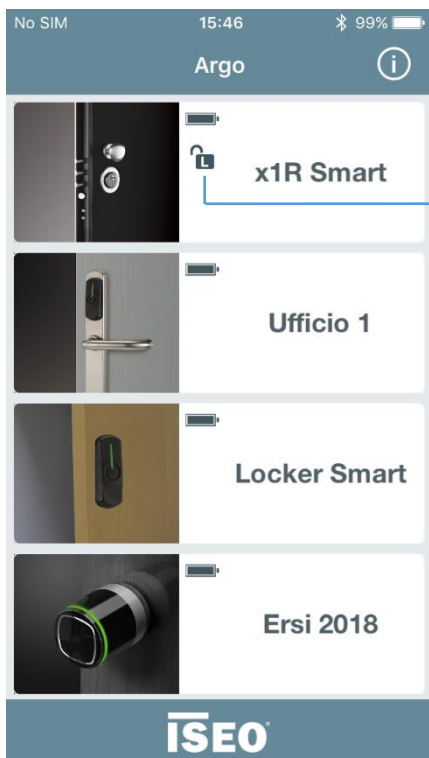 No SIM 15:46 99%
Argo
L
x1R Smart
Ufficio 1
Locker Smart
Ersi 2018
ISEO